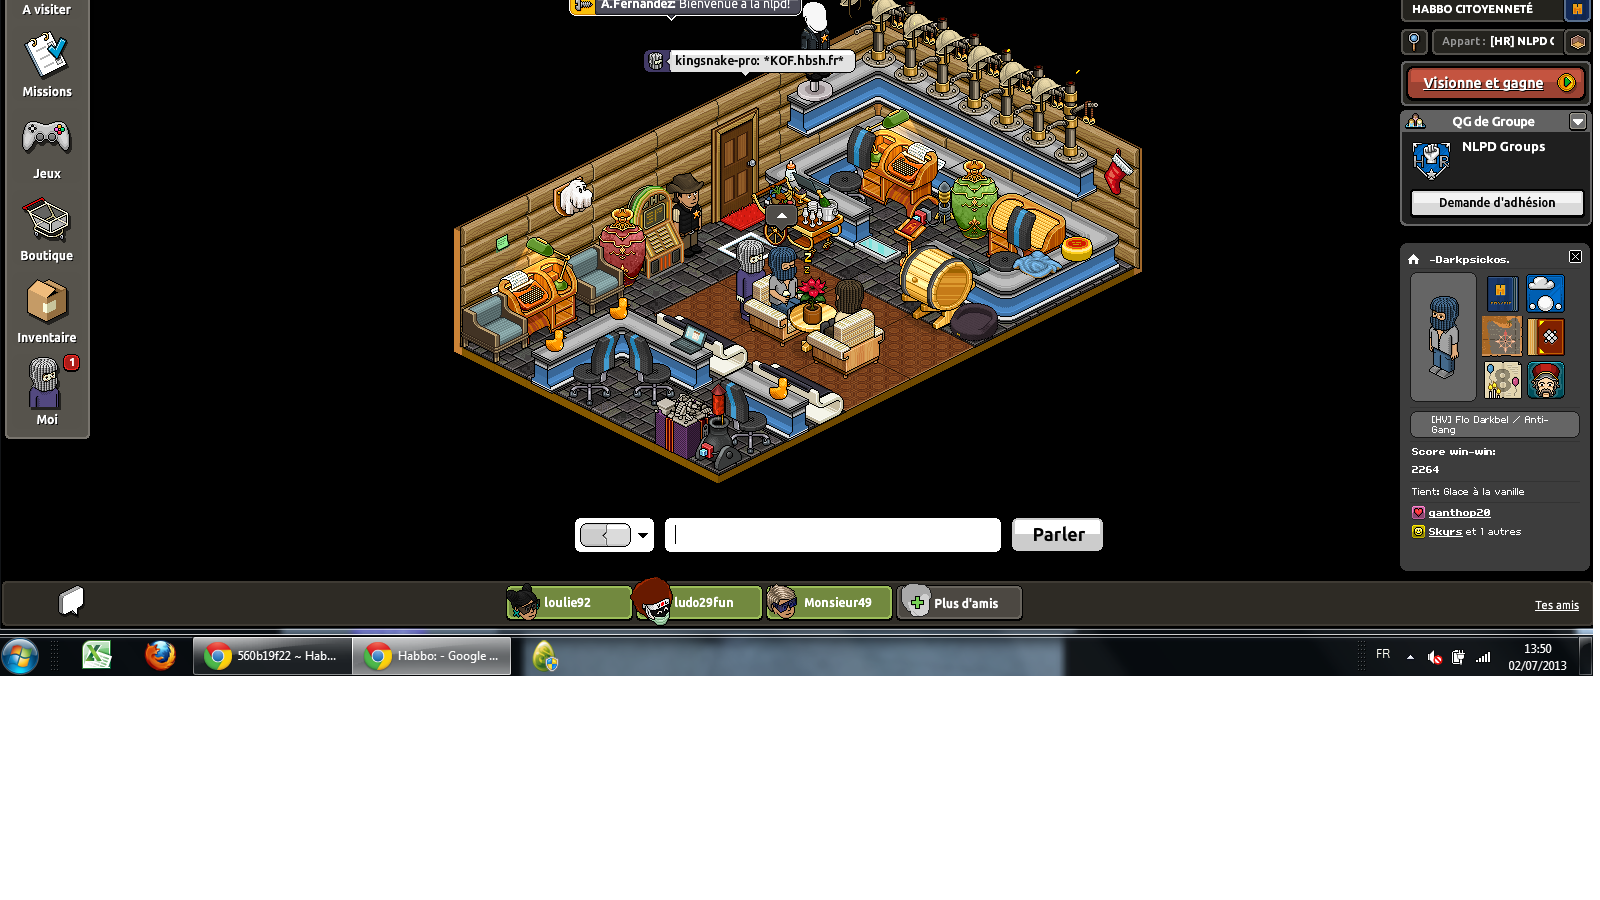 A visiter
Missions
Jeux
Boutique
Inventaire
1
Moi
A.Fernandez: Bienvenue à la nlpd!
kingsnake-pro: *KOF.hbsh.fr*
Z
z
Parler
HABBO CITOYENNETÉ
Appart : [HR] NLPD
Visionne et gagne
QG de Groupe
NLPD Groups
Demande d'adhésion
-Darkpsickos.
[HV] Flo Darkbel / Anti-
Gang
Score win-win:
2264
Tient: Glace à la vanille
ganthop20
Skyrs et 1 autres
loulie92
ludo29fun
Monsieur49
Plus d'amis
Tes amis
560b19f22 ~ Hab...
Habbo: - Google ...
FR
13:50
02/07/2013